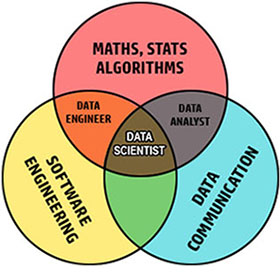 MATHS, STATS
ALGORITHMS
DATA
ENGINEER
DATA
ANALYST
DATA
SCIENTIST
SOFTWARE
ENGINEERING
DATA
COMMUNICATION